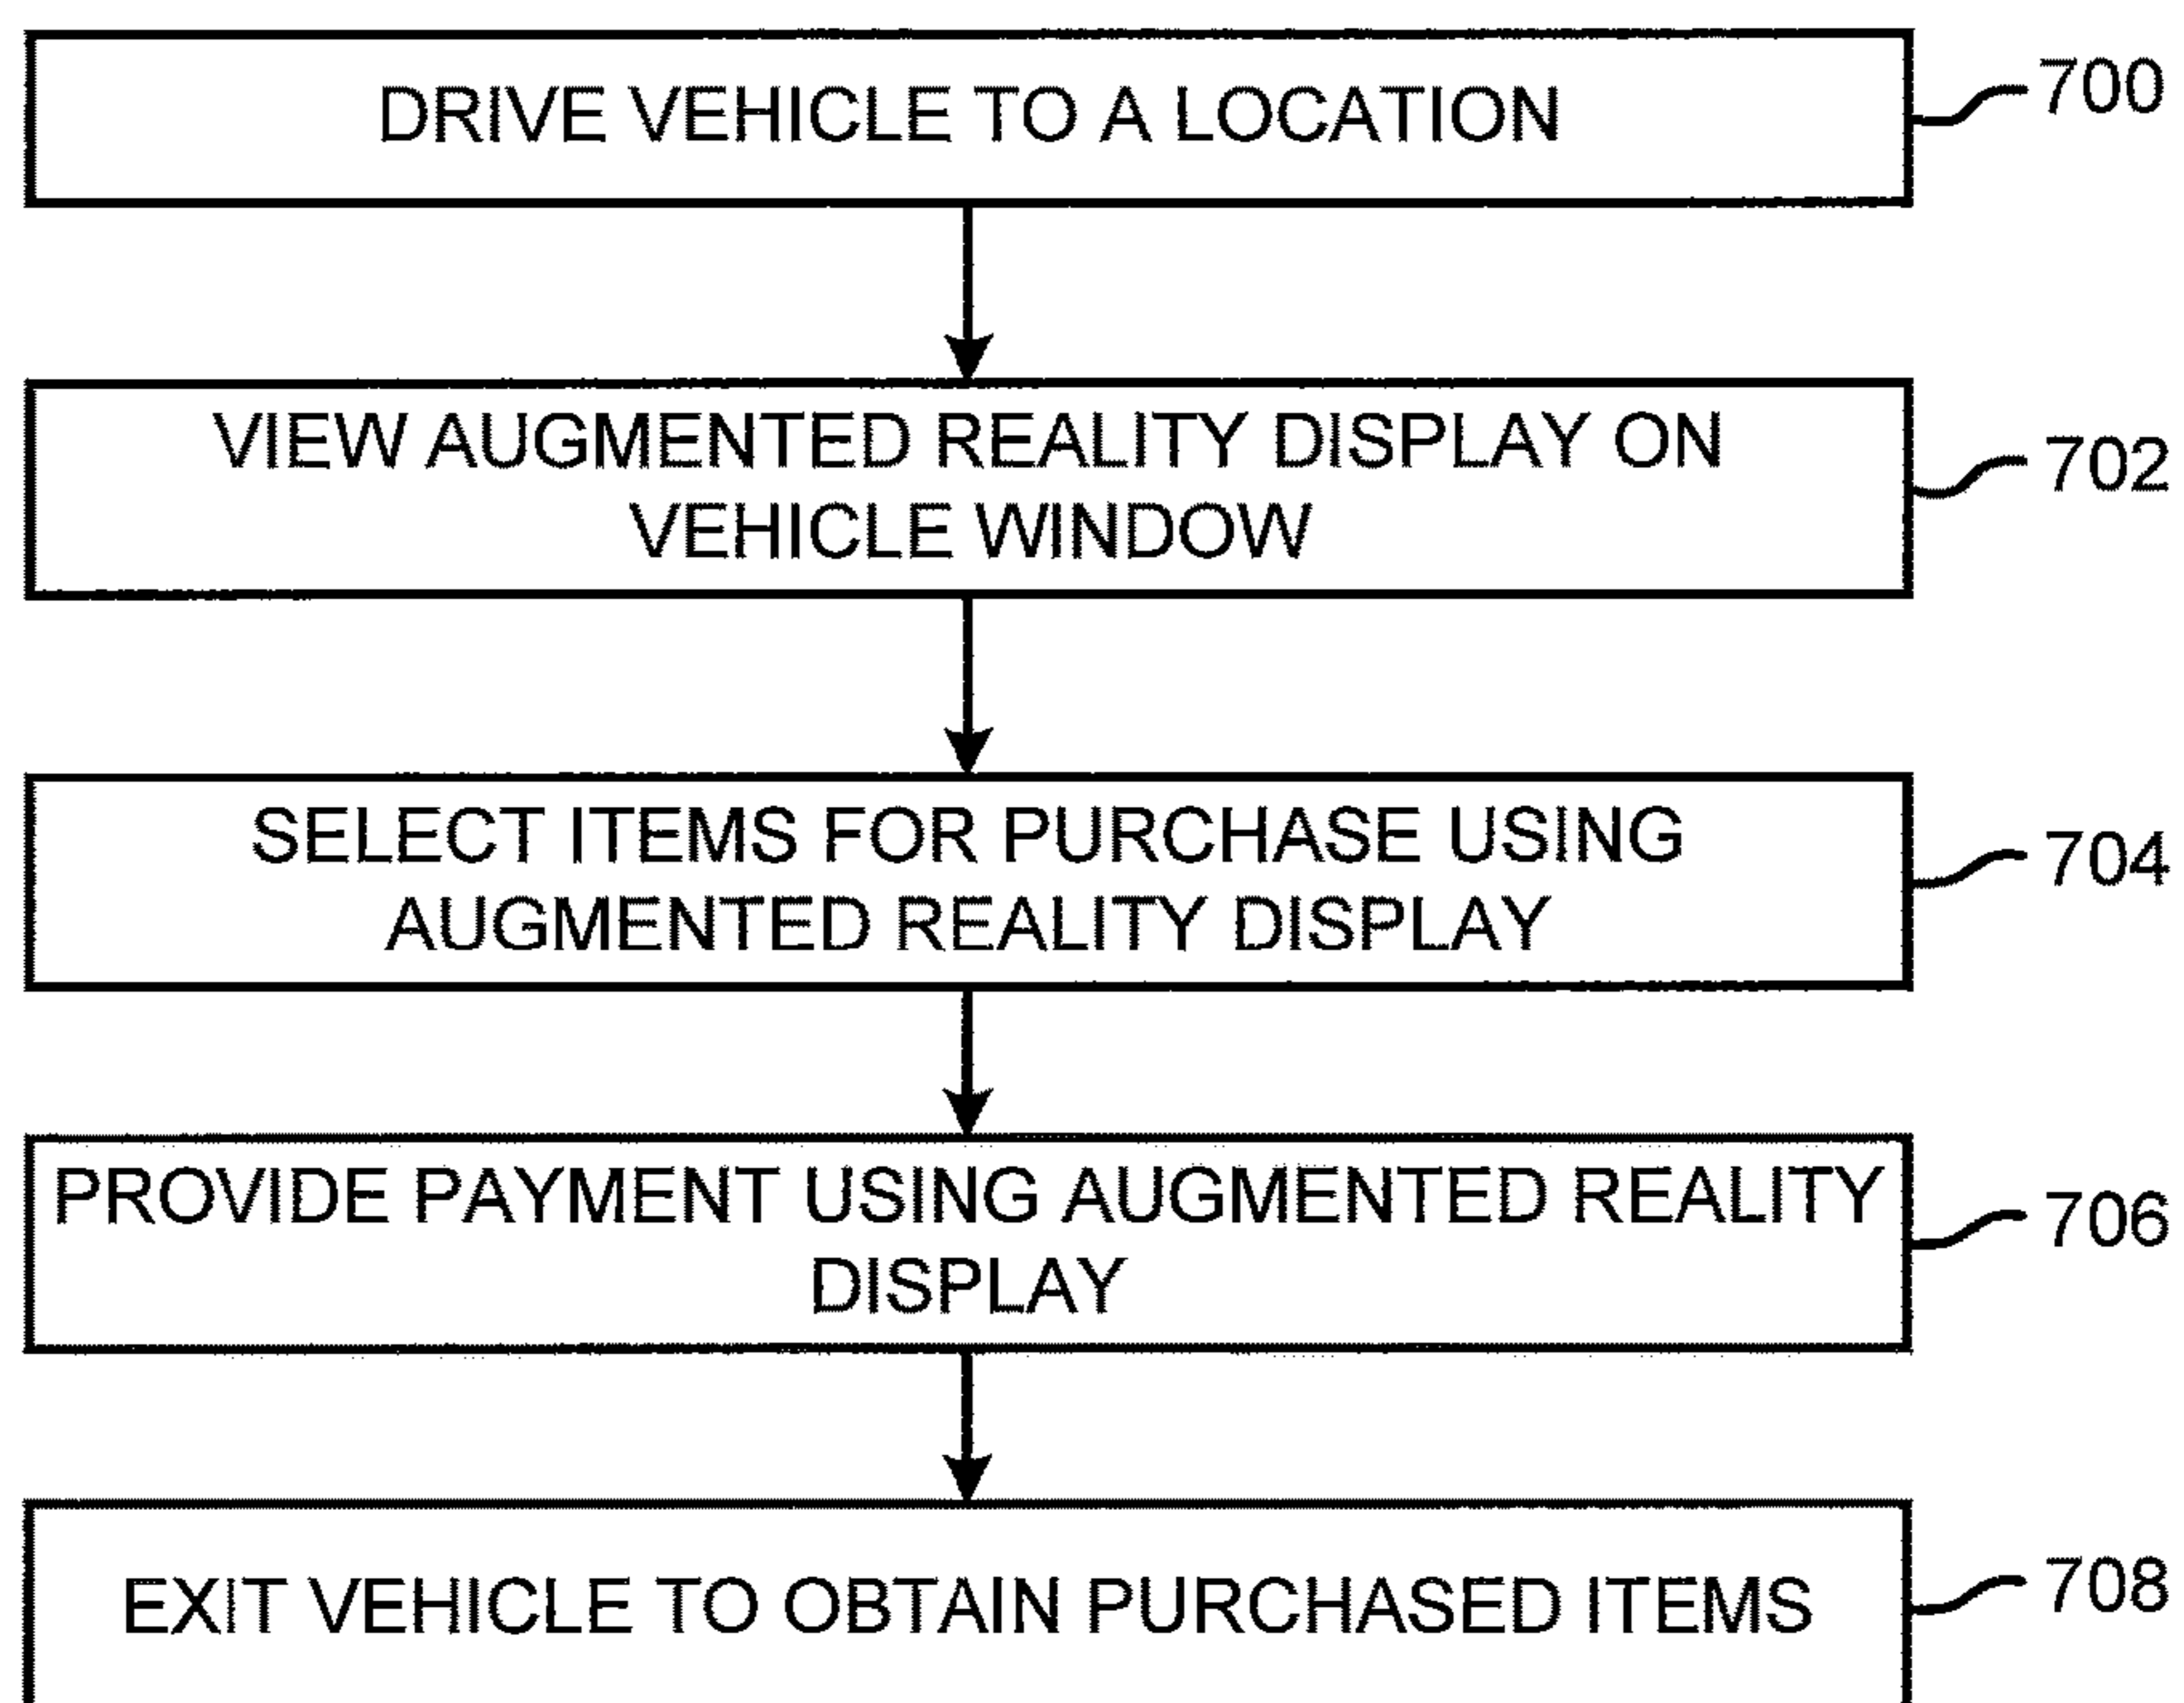 DRIVE VEHICLE TO A LOCATION
700
VIEW AUGMENTED REALITY DISPLAY ON
VEHICLE WINDOW
702
SELECT ITEMS FOR PURCHASE USING
AUGMENTED REALITY DISPLAY
704
PROVIDE PAYMENT USING AUGMENTED REALITY
DISPLAY
706
EXIT VEHICLE TO OBTAIN PURCHASED ITEMS
708